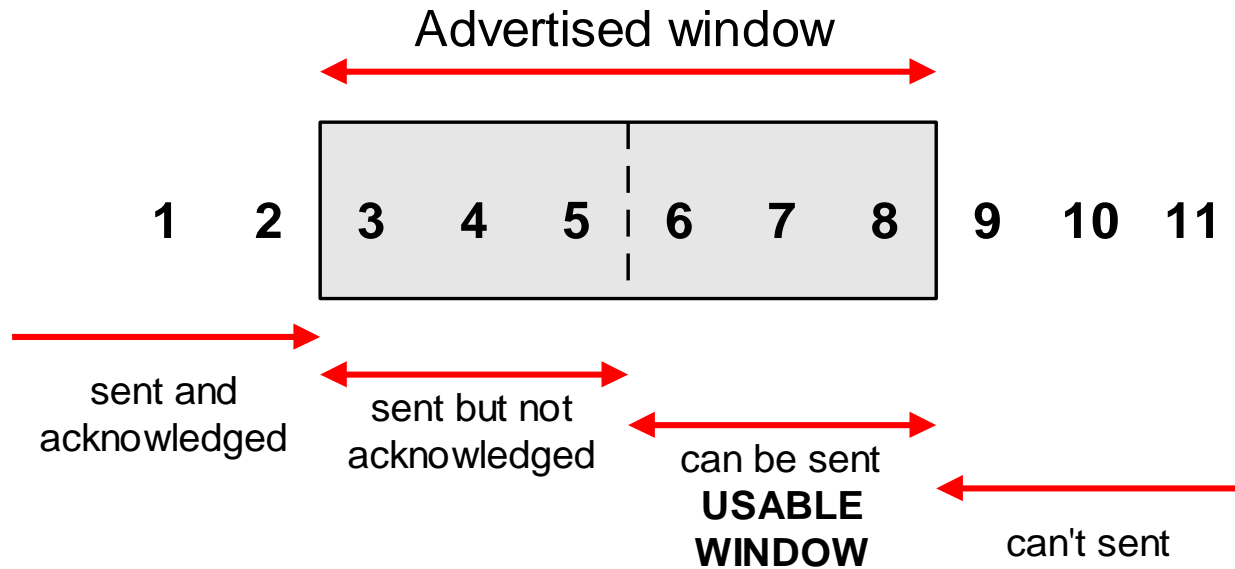 Advertised window
1 2 3 4 5 6 7 8 9 10 11
sent and
acknowledged
sent but not
acknowledged
can be sent
USABLE
WINDOW
can't sent